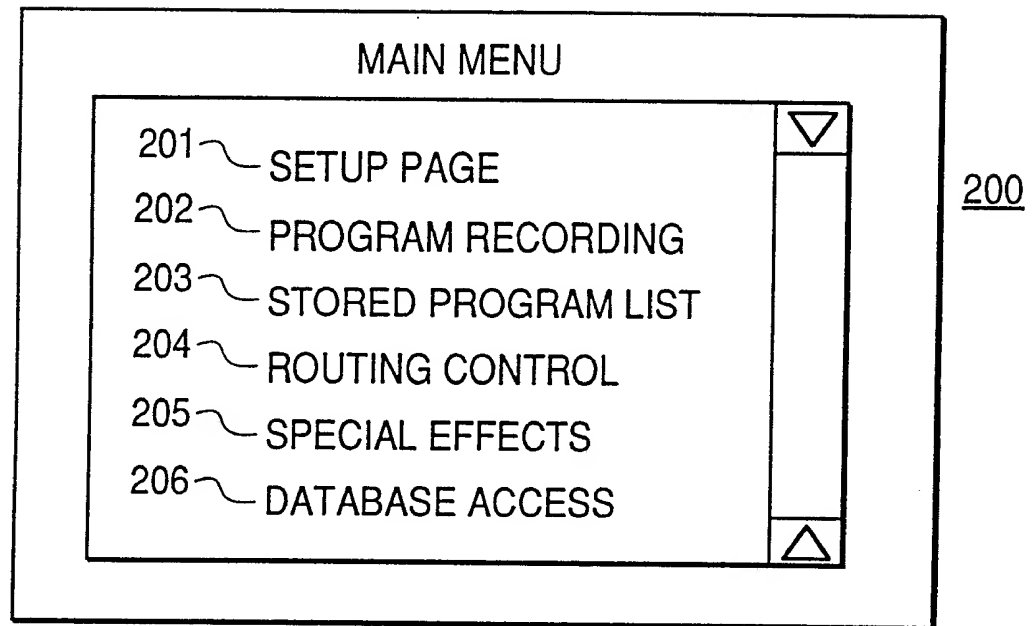 MAIN MENU
201 SETUP PAGE
200
202 PROGRAM RECORDING
203 STORED PROGRAM LIST
204 ROUTING CONTROL
205 SPECIAL EFFECTS
206 DATABASE ACCESS